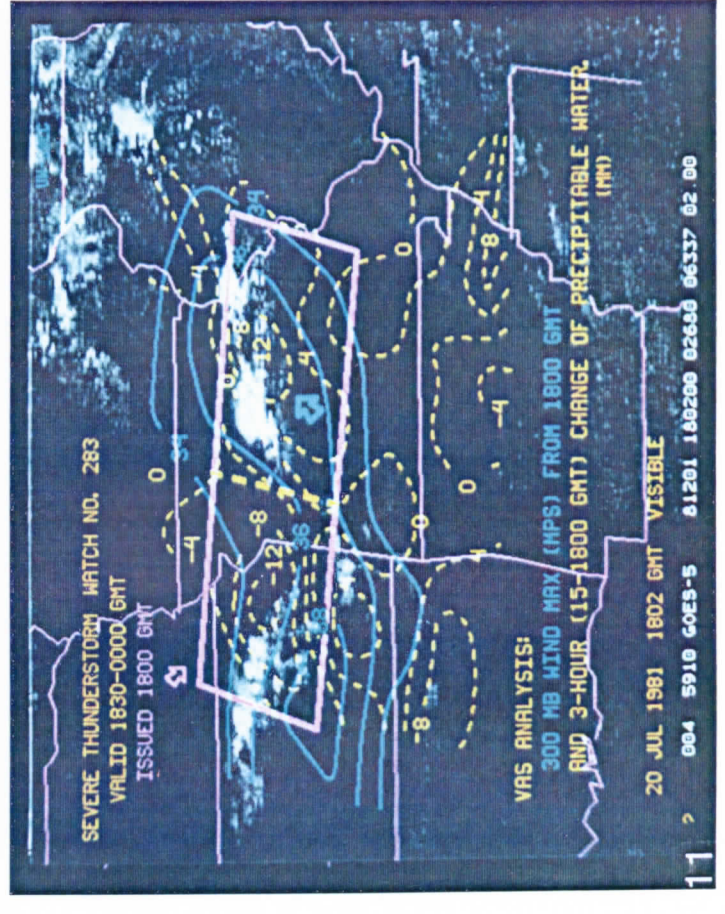 SEVERE THUNDERSTORM WATCH NO. 283
VALID 1830-0000 GMT
ISSUED 1800 GMT
0
-4
34
-8
-12
36
0
-8
12
4
-4
34
0
-8
0
0
-4
-4
-8
VAS ANALYSIS:
300 MB WIND MAX (MPS) FROM 1800 GMT
AND 3-HOUR (15-1800 GMT) CHANGE OF PRECIPITABLE WATER
(MM)
20 JUL 1981 1802 GMT VISIBLE
? 004 5910 GOES-5 81201 180200 02680 06337 02.00
11